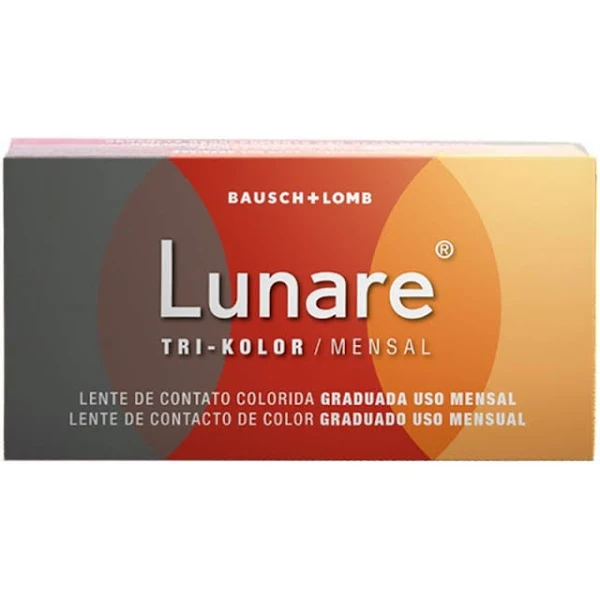 BAUSCH+LOMB
Lunare®
TRI-KOLOR / MENSAL
LENTE DE CONTATO COLORIDA GRADUADA USO MENSAL
LENTE DE CONTACTO DE COLOR GRADUADO USO MENSUAL